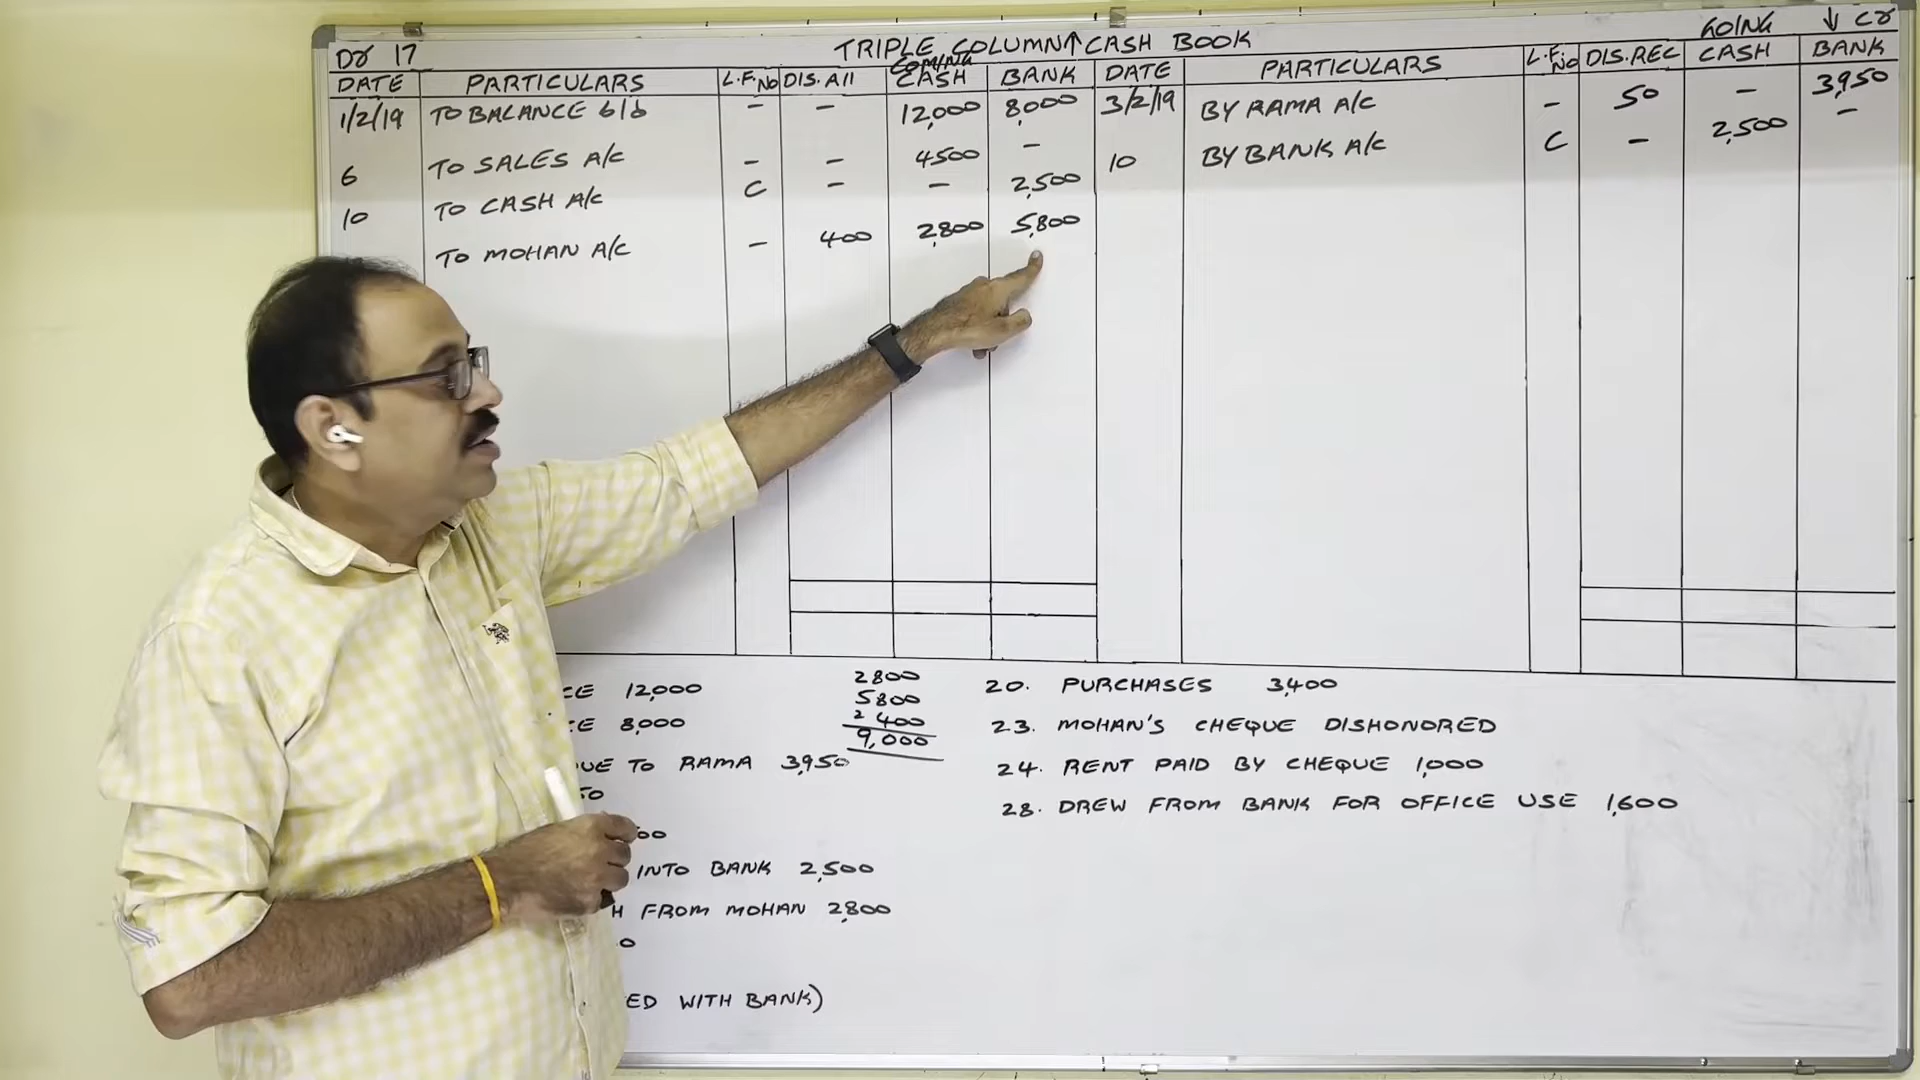 Dr 17 TRIPLE COLUMN CASH BOOK ↑ GOING ↓ Cr
COMING
DATE PARTICULARS L.F.NO DIS.All CASH BANK DATE PARTICULARS L.F.NO DIS.REC CASH BANK
1/2/19 TO BALANCE b/d - - 12,000 8,000 3/2/19 BY RAMA A/C - 50 - 3,950
6 TO SALES A/C - - 4500 - 10 BY BANK A/C C - 2,500 -
10 TO CASH A/C C - - 2,500
TO MOHAN A/C - 400 2,800 5,800
CE 12,000
CE 8,000
UE TO RAMA 3,950
50
00
INTO BANK 2,500
H FROM MOHAN 2,800
0
ED WITH BANK)
2800
5800
2 400
9,000
20. PURCHASES 3,400
23. MOHAN'S CHEQUE DISHONORED
24. RENT PAID BY CHEQUE 1,000
28. DREW FROM BANK FOR OFFICE USE 1,600